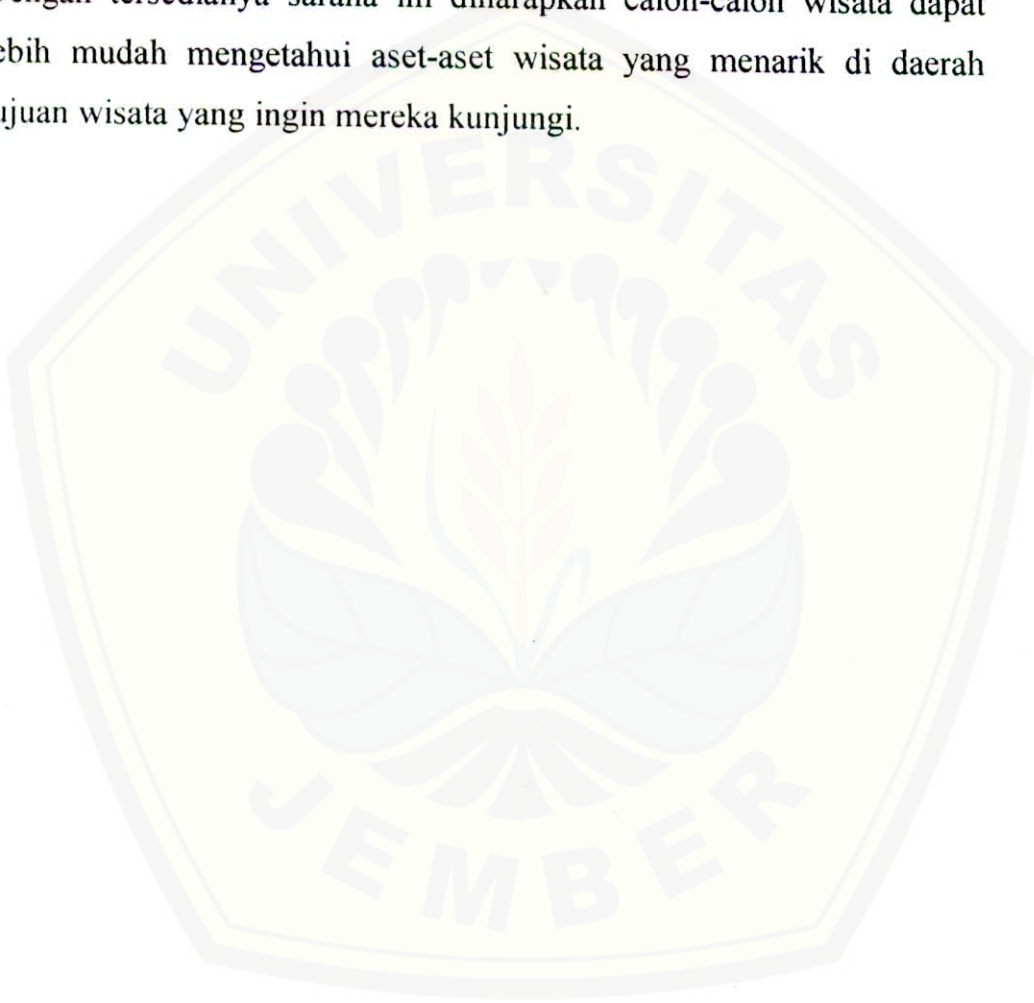 tersedianya sarana ini diharapkan calon-calon wisata dapat
ebih mudah mengetahui aset-aset wisata yang menarik di daerah
ujuan wisata yang ingin mereka kunjungi.
UNIVERSITAS
JEMBER